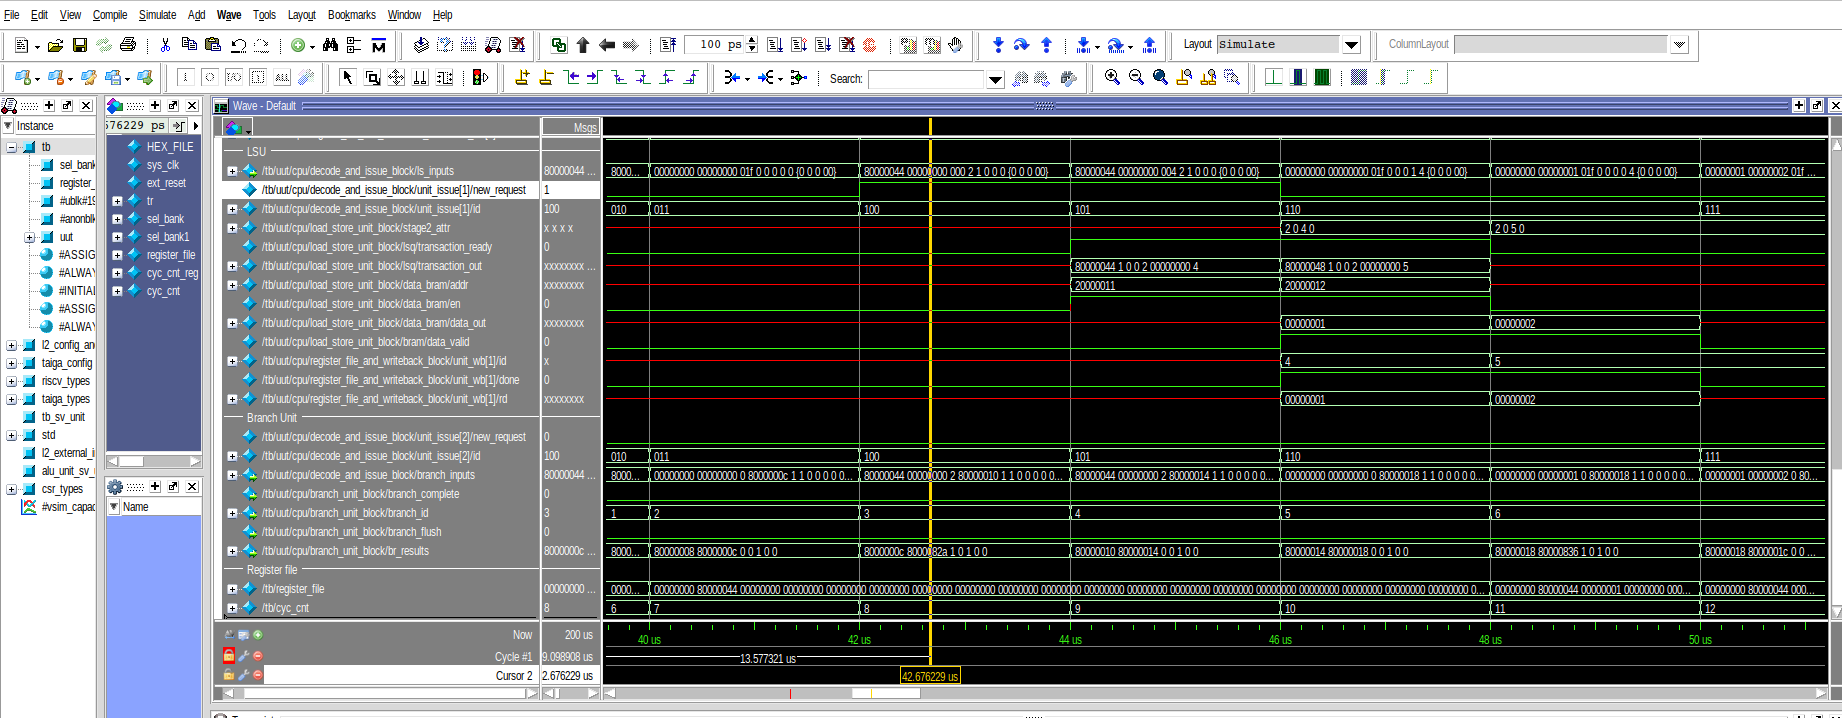 File Edit View Compile Simulate Add Wave Tools Layout Bookmarks Window Help
100 ps Layout Simulate ColumnLayout
Search:
Wave - Default
Instance 576229 ps Msgs
tb
sel_bank
register_
#ublk#19
#anonblk
uut
#ASSIG
#ALWAY
#INITIAL
#ASSIG
#ALWAY
l2_config_an
taiga_config
riscv_types
taiga_types
tb_sv_unit
std
l2_external_i
alu_unit_sv_
csr_types
#vsim_capac
HEX_FILE
sys_clk
ext_reset
tr
sel_bank
sel_bank1
register_file
cyc_cnt_reg
cyc_cnt
Name
LSU
/tb/uut/cpu/decode_and_issue_block/ls_inputs 80000044 ... 8000... 00000000 00000000 01f 0 0 0 0 0 {0 0 0 0} 80000044 00000000 000 2 1 0 0 0 {0 0 0 0} 80000044 00000000 004 2 1 0 0 0 {0 0 0 0} 00000000 00000000 01f 0 0 0 1 4 {0 0 0 0} 00000000 00000001 01f 0 0 0 0 4 {0 0 0 0} 00000001 00000002 01f ...
/tb/uut/cpu/decode_and_issue_block/unit_issue[1]/new_request 1
/tb/uut/cpu/decode_and_issue_block/unit_issue[1]/id 100 010 011 100 101 110 111
/tb/uut/cpu/load_store_unit_block/stage2_attr x x x x 2 0 4 0 2 0 5 0
/tb/uut/cpu/load_store_unit_block/lsq/transaction_ready 0
/tb/uut/cpu/load_store_unit_block/lsq/transaction_out xxxxxxxx ... 80000044 1 0 0 2 00000000 4 80000048 1 0 0 2 00000000 5
/tb/uut/cpu/load_store_unit_block/data_bram/addr xxxxxxxx 20000011 20000012
/tb/uut/cpu/load_store_unit_block/data_bram/en 0
/tb/uut/cpu/load_store_unit_block/data_bram/data_out xxxxxxxx 00000001 00000002
/tb/uut/cpu/load_store_unit_block/bram/data_valid 0
/tb/uut/cpu/register_file_and_writeback_block/unit_wb[1]/id x 4 5
/tb/uut/cpu/register_file_and_writeback_block/unit_wb[1]/done 0
/tb/uut/cpu/register_file_and_writeback_block/unit_wb[1]/rd xxxxxxxx 00000001 00000002
Branch Unit
/tb/uut/cpu/decode_and_issue_block/unit_issue[2]/new_request 0
/tb/uut/cpu/decode_and_issue_block/unit_issue[2]/id 100 010 011 100 101 110 111
/tb/uut/cpu/decode_and_issue_block/branch_inputs 80000044 ... 8000... 00000000 00000000 0 8000000c 1 1 0 0 0 0 0 0... 80000044 00000000 2 80000010 1 1 0 0 0 0 0... 80000044 00000000 2 80000014 1 1 0 0 0 0 0... 00000000 00000000 0 80000018 1 1 0 0 0 0 0... 00000000 00000001 0 80000018 1 1 0 0 0 0 0... 00000001 00000002 0 80...
/tb/uut/cpu/branch_unit_block/branch_complete 0
/tb/uut/cpu/branch_unit_block/branch_id 3 1 2 3 4 5 6
/tb/uut/cpu/branch_unit_block/branch_flush 0
/tb/uut/cpu/branch_unit_block/br_results 8000000c ... 8000... 80000008 8000000c 0 0 1 0 0 8000000c 8000082a 1 0 1 0 0 80000010 80000014 0 0 1 0 0 80000014 80000018 0 0 1 0 0 80000018 80000836 1 0 1 0 0 80000018 8000001c 0 0 ...
Register file
/tb/register_file 00000000 ... 0000... 00000000 80000044 00000000 00000000 00000000 00000000 00000000 00000000 00000000 00000000 00000000 00000000 00000000 00000000 00000000 00000000 00000000 0... 00000000 80000044 00000001 00000000 000... 00000000 80000044 000...
/tb/cyc_cnt 8 6 7 8 9 10 11 12
Now 200 us 40 us 42 us 44 us 46 us 48 us 50 us
Cycle #1 9.098908 us 13.577321 us
Cursor 2 2.676229 us 42.676229 us